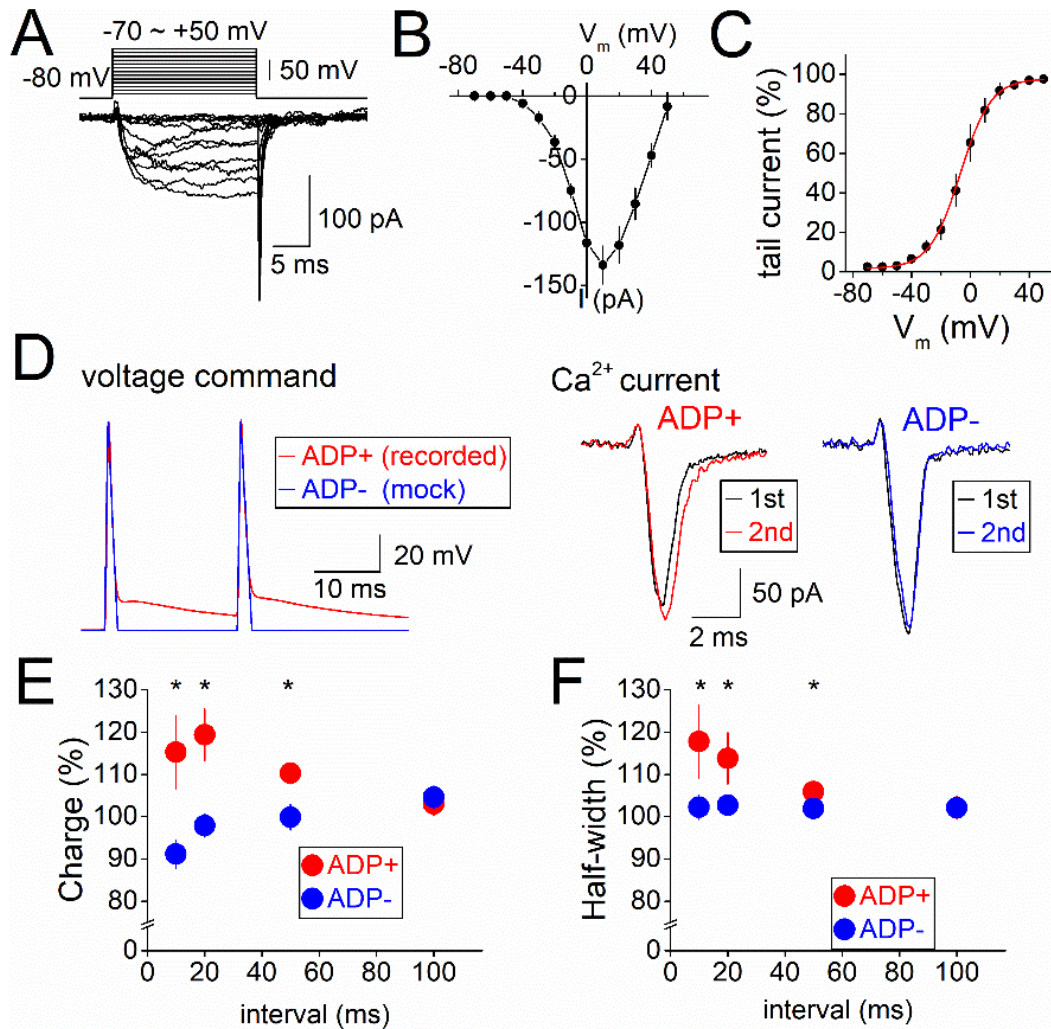 A
-70 ~ +50 mV
-80 mV
50 mV
100 pA
5 ms
B
Vm (mV)
-80
-40
0
40
0
-50
-100
-150
I (pA)
C
tail current (%)
100
80
60
40
20
0
-80
-40
0
40
Vm (mV)
D
voltage command
ADP+ (recorded)
ADP- (mock)
20 mV
10 ms
Ca2+ current
ADP+
1st
2nd
50 pA
2 ms
ADP-
1st
2nd
E
Charge (%)
130
120
110
100
90
80
0
* * *
ADP+
ADP-
0 20 40 60 80 100
interval (ms)
F
Half-width (%)
130
120
110
100
90
80
0
* * *
ADP+
ADP-
0 20 40 60 80 100
interval (ms)